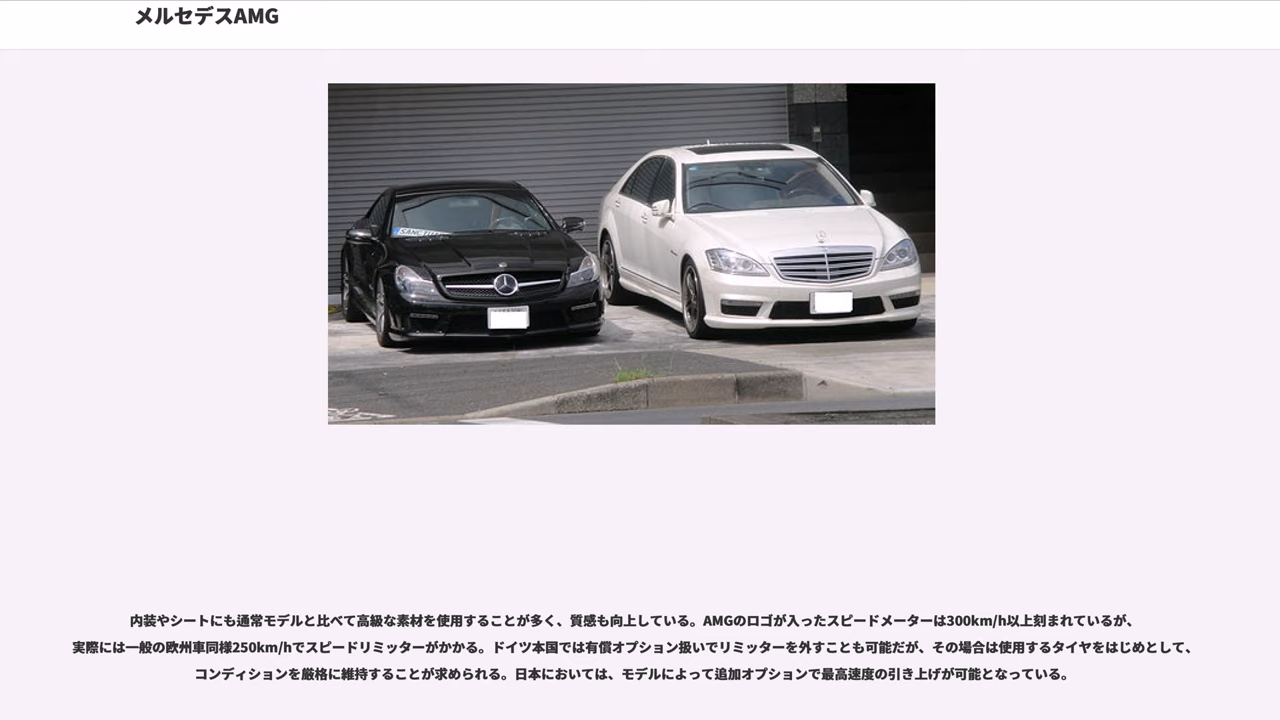 メルセデスAMG
内装やシートにも通常モデルと比べて高級な素材を使用することが多く、質感も向上している。AMGのロゴが入ったスピードメーターは300km/h以上刻まれているが、
実際には一般の欧州車同様250km/hでスピードリミッターがかかる。ドイツ本国では有償オプション扱いでリミッターを外すことも可能だが、その場合は使用するタイヤをはじめとして、
コンディションを厳格に維持することが求められる。日本においては、モデルによって追加オプションで最高速度の引き上げが可能となっている。